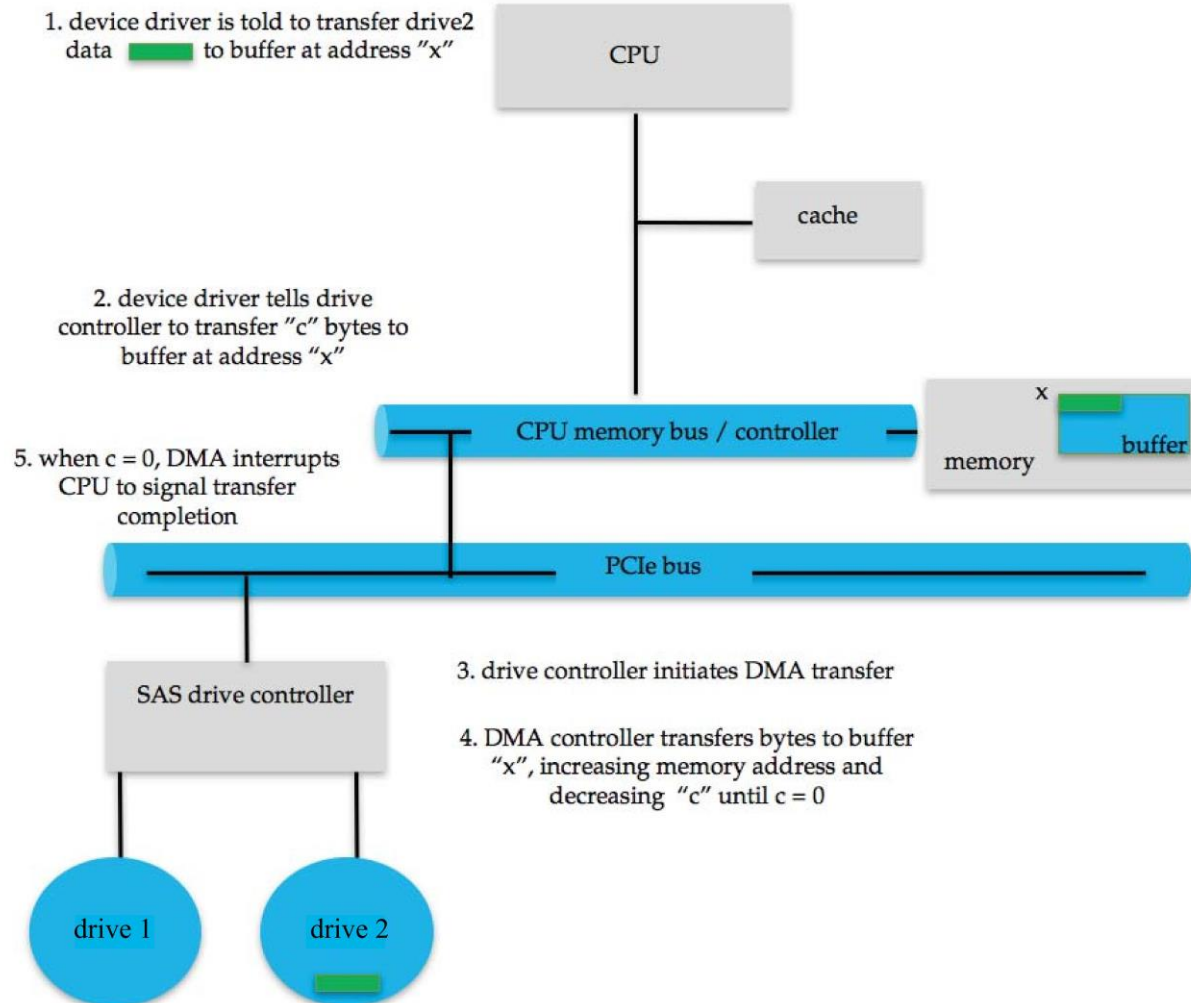 1. device driver is told to transfer drive2
data to buffer at address "x"
CPU
cache
2. device driver tells drive
controller to transfer "c" bytes to
buffer at address "x"
x
CPU memory bus / controller
buffer
memory
5. when c = 0, DMA interrupts
CPU to signal transfer
completion
PCIe bus
3. drive controller initiates DMA transfer
SAS drive controller
4. DMA controller transfers bytes to buffer
"x", increasing memory address and
decreasing "c" until c = 0
drive 1
drive 2